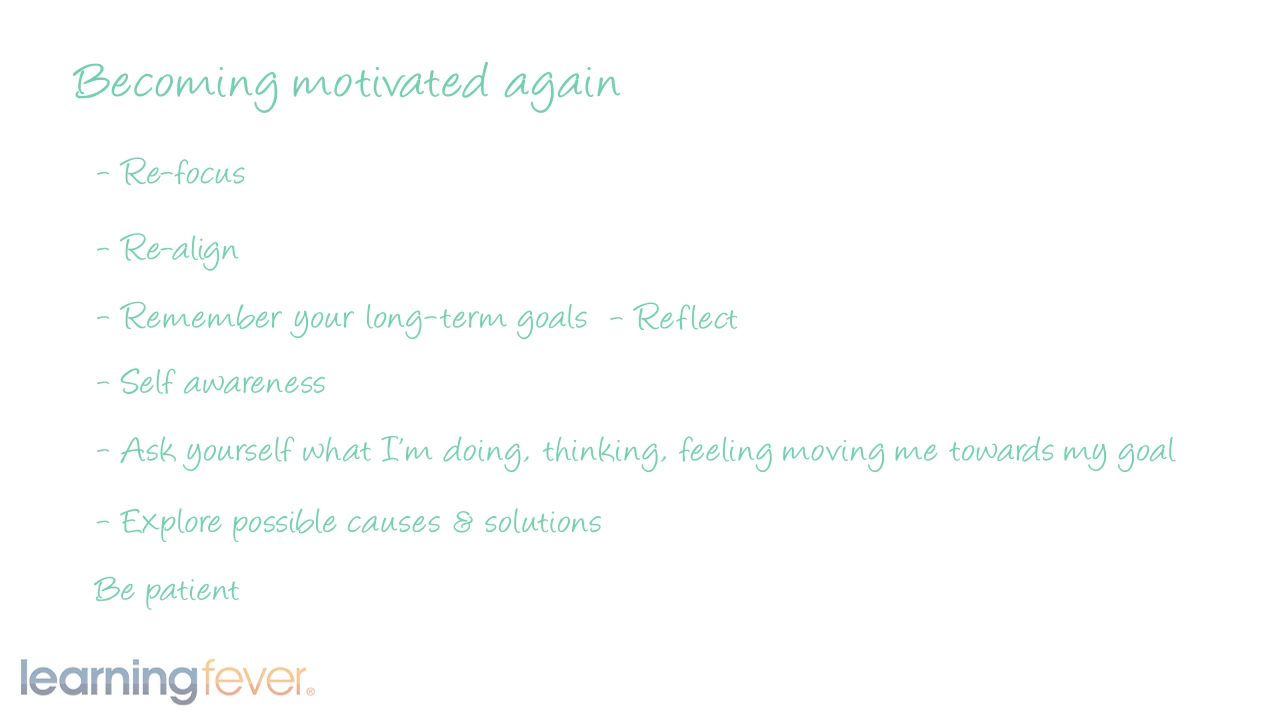 Becoming motivated again
- Re-focus
- Re-align
- Remember your long-term goals - Reflect
- Self awareness
- Ask yourself what I'm doing, thinking, feeling moving me towards my goal
- Explore possible causes & solutions
Be patient
learningfever®